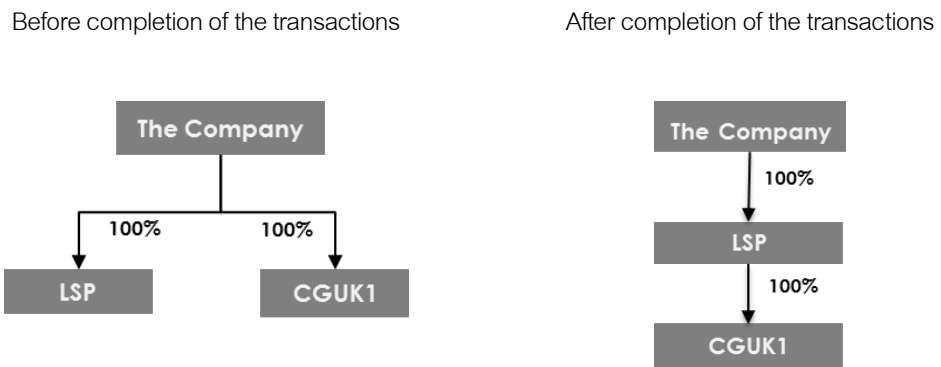 Before completion of the transactions
After completion of the transactions
The Company
100%
100%
LSP
CGUK1
The Company
100%
LSP
100%
CGUK1